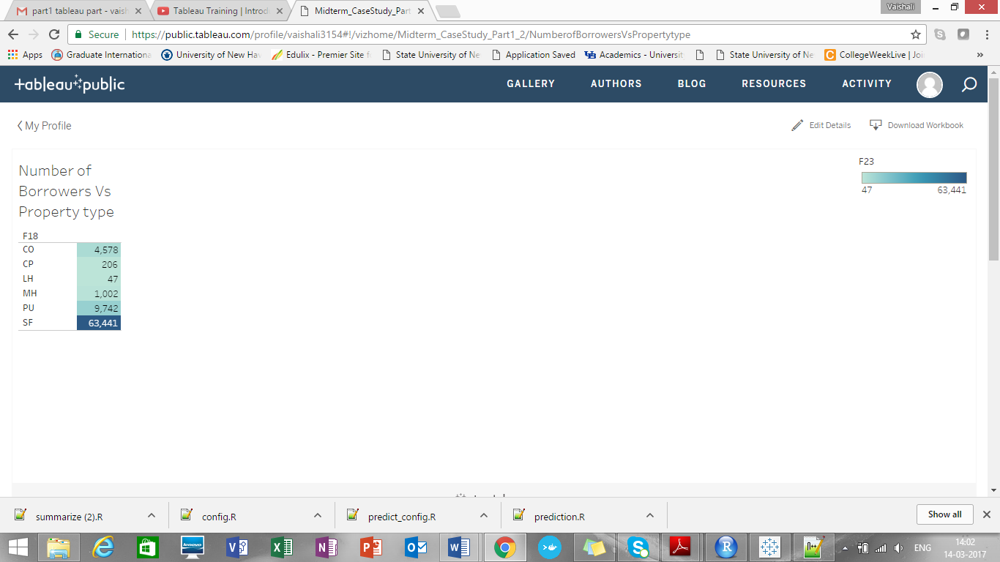 part1 tableau part - vaish
Tableau Training | Introd
Midterm_CaseStudy_Part
Vaishali
Secure
https://public.tableau.com/profile/vaishali3154#!/vizhome/Midterm_CaseStudy_Part1_2/NumberofBorrowersVsPropertytype
Apps
Graduate Internationa
University of New Hav
Edulix - Premier Site f
State University of Ne
Application Saved
Academics - Universit
State University of Ne
CollegeWeekLive | Joi
»
tableau public
GALLERY
AUTHORS
BLOG
RESOURCES
ACTIVITY
My Profile
Edit Details
Download Workbook
Number of
Borrowers Vs
Property type
F23
47 63,441
F18
CO 4,578
CP 206
LH 47
MH 1,002
PU 9,742
SF 63,441
summarize (2).R
config.R
predict_config.R
prediction.R
Show all
lenovo
ENG
14:02
14-03-2017